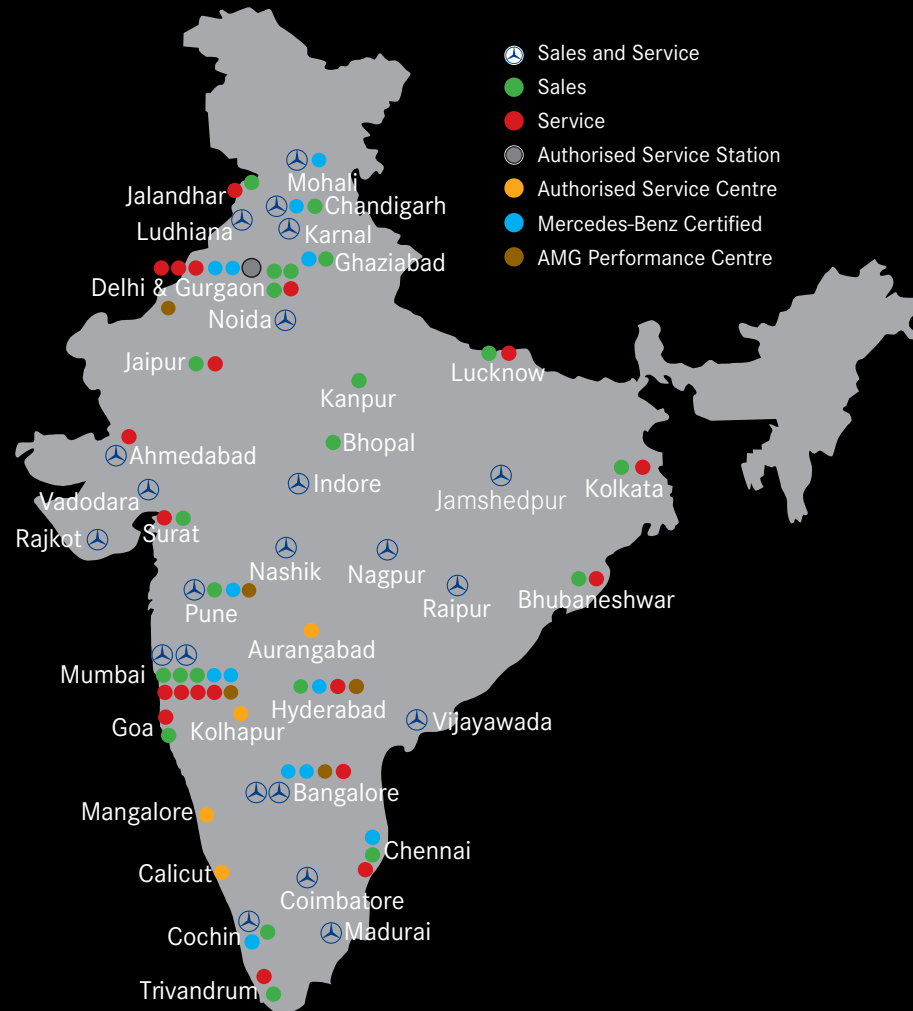 Sales and Service
Sales
Service
Authorised Service Station
Authorised Service Centre
Mercedes-Benz Certified
AMG Performance Centre
Mohali
Jalandhar
Chandigarh
Ludhiana
Karnal
Ghaziabad
Delhi & Gurgaon
Noida
Jaipur
Lucknow
Kanpur
Bhopal
Ahmedabad
Indore
Jamshedpur
Kolkata
Vadodara
Surat
Rajkot
Nashik
Nagpur
Raipur
Bhubaneshwar
Pune
Aurangabad
Mumbai
Hyderabad
Goa
Kolhapur
Vijayawada
Bangalore
Mangalore
Chennai
Calicut
Coimbatore
Cochin
Madurai
Trivandrum